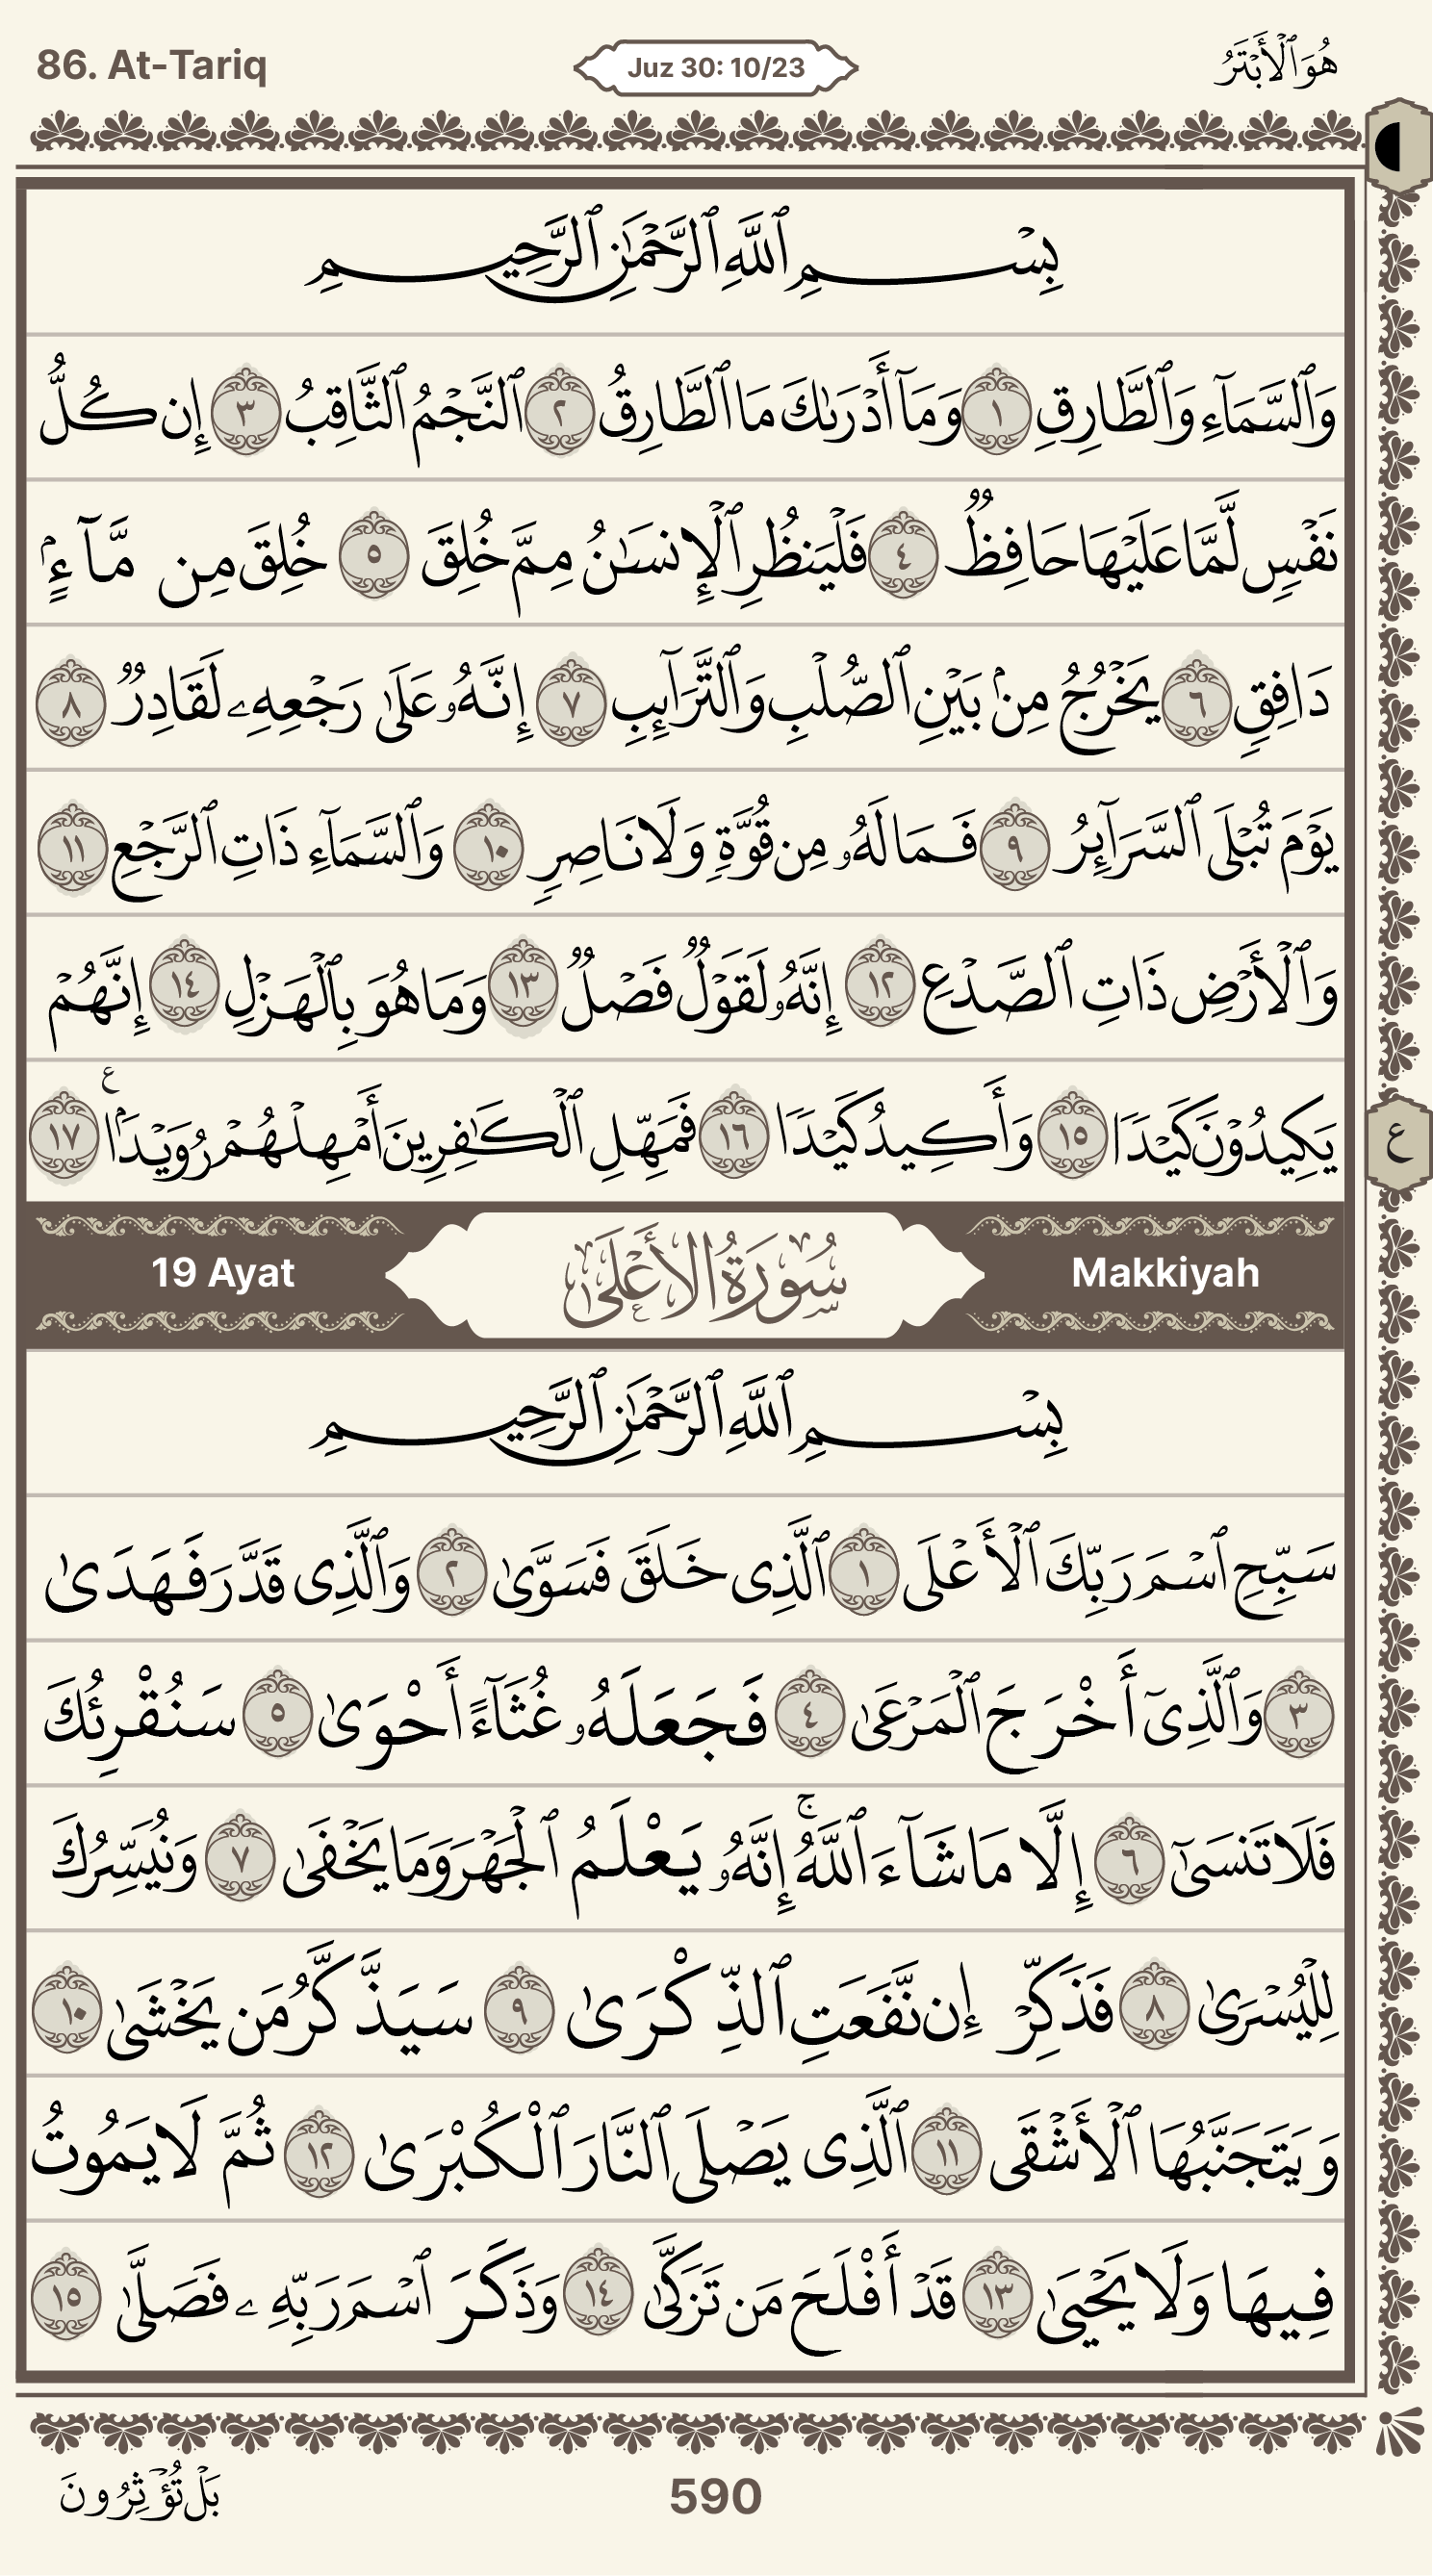 86. At-Tariq
Juz 30: 10/23
هُوَ ٱلْأَبْتَرُ
بِسْمِ ٱللَّهِ ٱلرَّحْمَٰنِ ٱلرَّحِيمِ
وَٱلسَّمَآءِ وَٱلطَّارِقِ ١ وَمَآ أَدْرَىٰكَ مَا ٱلطَّارِقُ ٢ ٱلنَّجْمُ ٱلثَّاقِبُ ٣ إِن كُلُّ
نَفْسٍ لَّمَّا عَلَيْهَا حَافِظٌ ٤ فَلْيَنظُرِ ٱلْإِنسَٰنُ مِمَّ خُلِقَ ٥ خُلِقَ مِن مَّآءٍ
دَافِقٍ ٦ يَخْرُجُ مِنۢ بَيْنِ ٱلصُّلْبِ وَٱلتَّرَآئِبِ ٧ إِنَّهُۥ عَلَىٰ رَجْعِهِۦ لَقَادِرٌ ٨
يَوْمَ تُبْلَى ٱلسَّرَآئِرُ ٩ فَمَا لَهُۥ مِن قُوَّةٍ وَلَا نَاصِرٍ ١٠ وَٱلسَّمَآءِ ذَاتِ ٱلرَّجْعِ ١١
وَٱلْأَرْضِ ذَاتِ ٱلصَّدْعِ ١٢ إِنَّهُۥ لَقَوْلٌ فَصْلٌ ١٣ وَمَا هُوَ بِٱلْهَزْلِ ١٤ إِنَّهُمْ
يَكِيدُونَ كَيْدًا ١٥ وَأَكِيدُ كَيْدًا ١٦ فَمَهِّلِ ٱلْكَٰفِرِينَ أَمْهِلْهُمْ رُوَيْدًۢا ۧ ١٧
ع
Makkiyah سُورَةُ الأَعْلَىٰ 19 Ayat
بِسْمِ ٱللَّهِ ٱلرَّحْمَٰنِ ٱلرَّحِيمِ
سَبِّحِ ٱسْمَ رَبِّكَ ٱلْأَعْلَى ١ ٱلَّذِى خَلَقَ فَسَوَّىٰ ٢ وَٱلَّذِى قَدَّرَ فَهَدَىٰ
٣ وَٱلَّذِىٓ أَخْرَجَ ٱلْمَرْعَىٰ ٤ فَجَعَلَهُۥ غُثَآءً أَحْوَىٰ ٥ سَنُقْرِئُكَ
فَلَا تَنسَىٰٓ ٦ إِلَّا مَا شَآءَ ٱللَّهُ ۚ إِنَّهُۥ يَعْلَمُ ٱلْجَهْرَ وَمَا يَخْفَىٰ ٧ وَنُيَسِّرُكَ
لِلْيُسْرَىٰ ٨ فَذَكِّرْ إِن نَّفَعَتِ ٱلذِّكْرَىٰ ٩ سَيَذَّكَّرُ مَن يَخْشَىٰ ١٠
وَيَتَجَنَّبُهَا ٱلْأَشْقَى ١١ ٱلَّذِى يَصْلَى ٱلنَّارَ ٱلْكُبْرَىٰ ١٢ ثُمَّ لَا يَمُوتُ
فِيهَا وَلَا يَحْيَىٰ ١٣ قَدْ أَفْلَحَ مَن تَزَكَّىٰ ١٤ وَذَكَرَ ٱسْمَ رَبِّهِۦ فَصَلَّىٰ ١٥
بَلْ تُؤْثِرُونَ
590